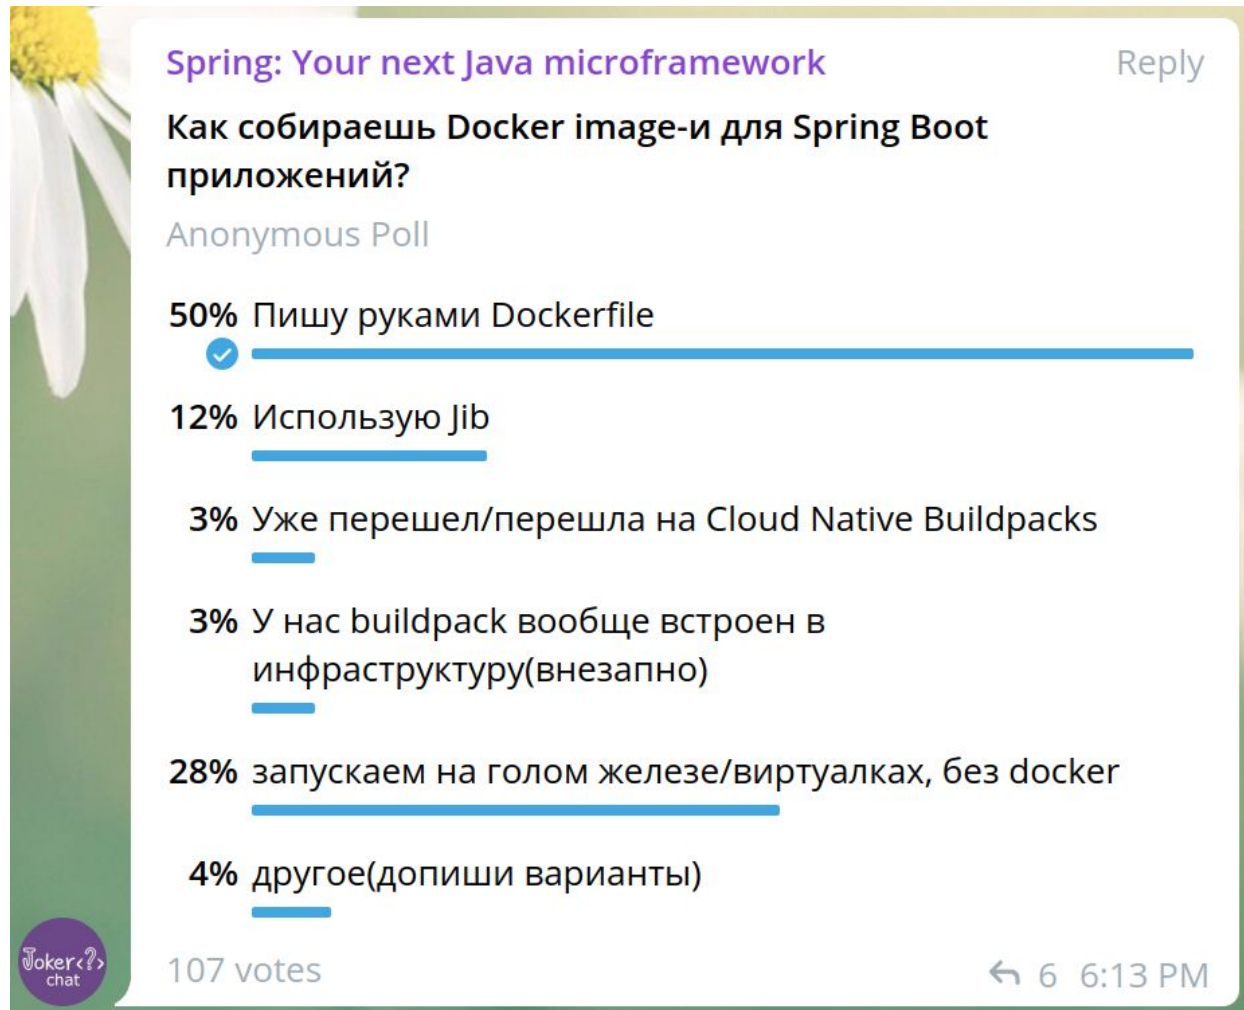 Spring: Your next Java microframework
Reply
Как собираешь Docker image-и для Spring Boot
приложений?
Anonymous Poll
50% Пишу руками Dockerfile
12% Использую Jib
3% Уже перешел/перешла на Cloud Native Buildpacks
3% У нас buildpack вообще встроен в
инфраструктуру(внезапно)
28% запускаем на голом железе/виртуалках, без docker
4% другое(допиши варианты)
Joker<?>
chat
107 votes
6 6:13 PM